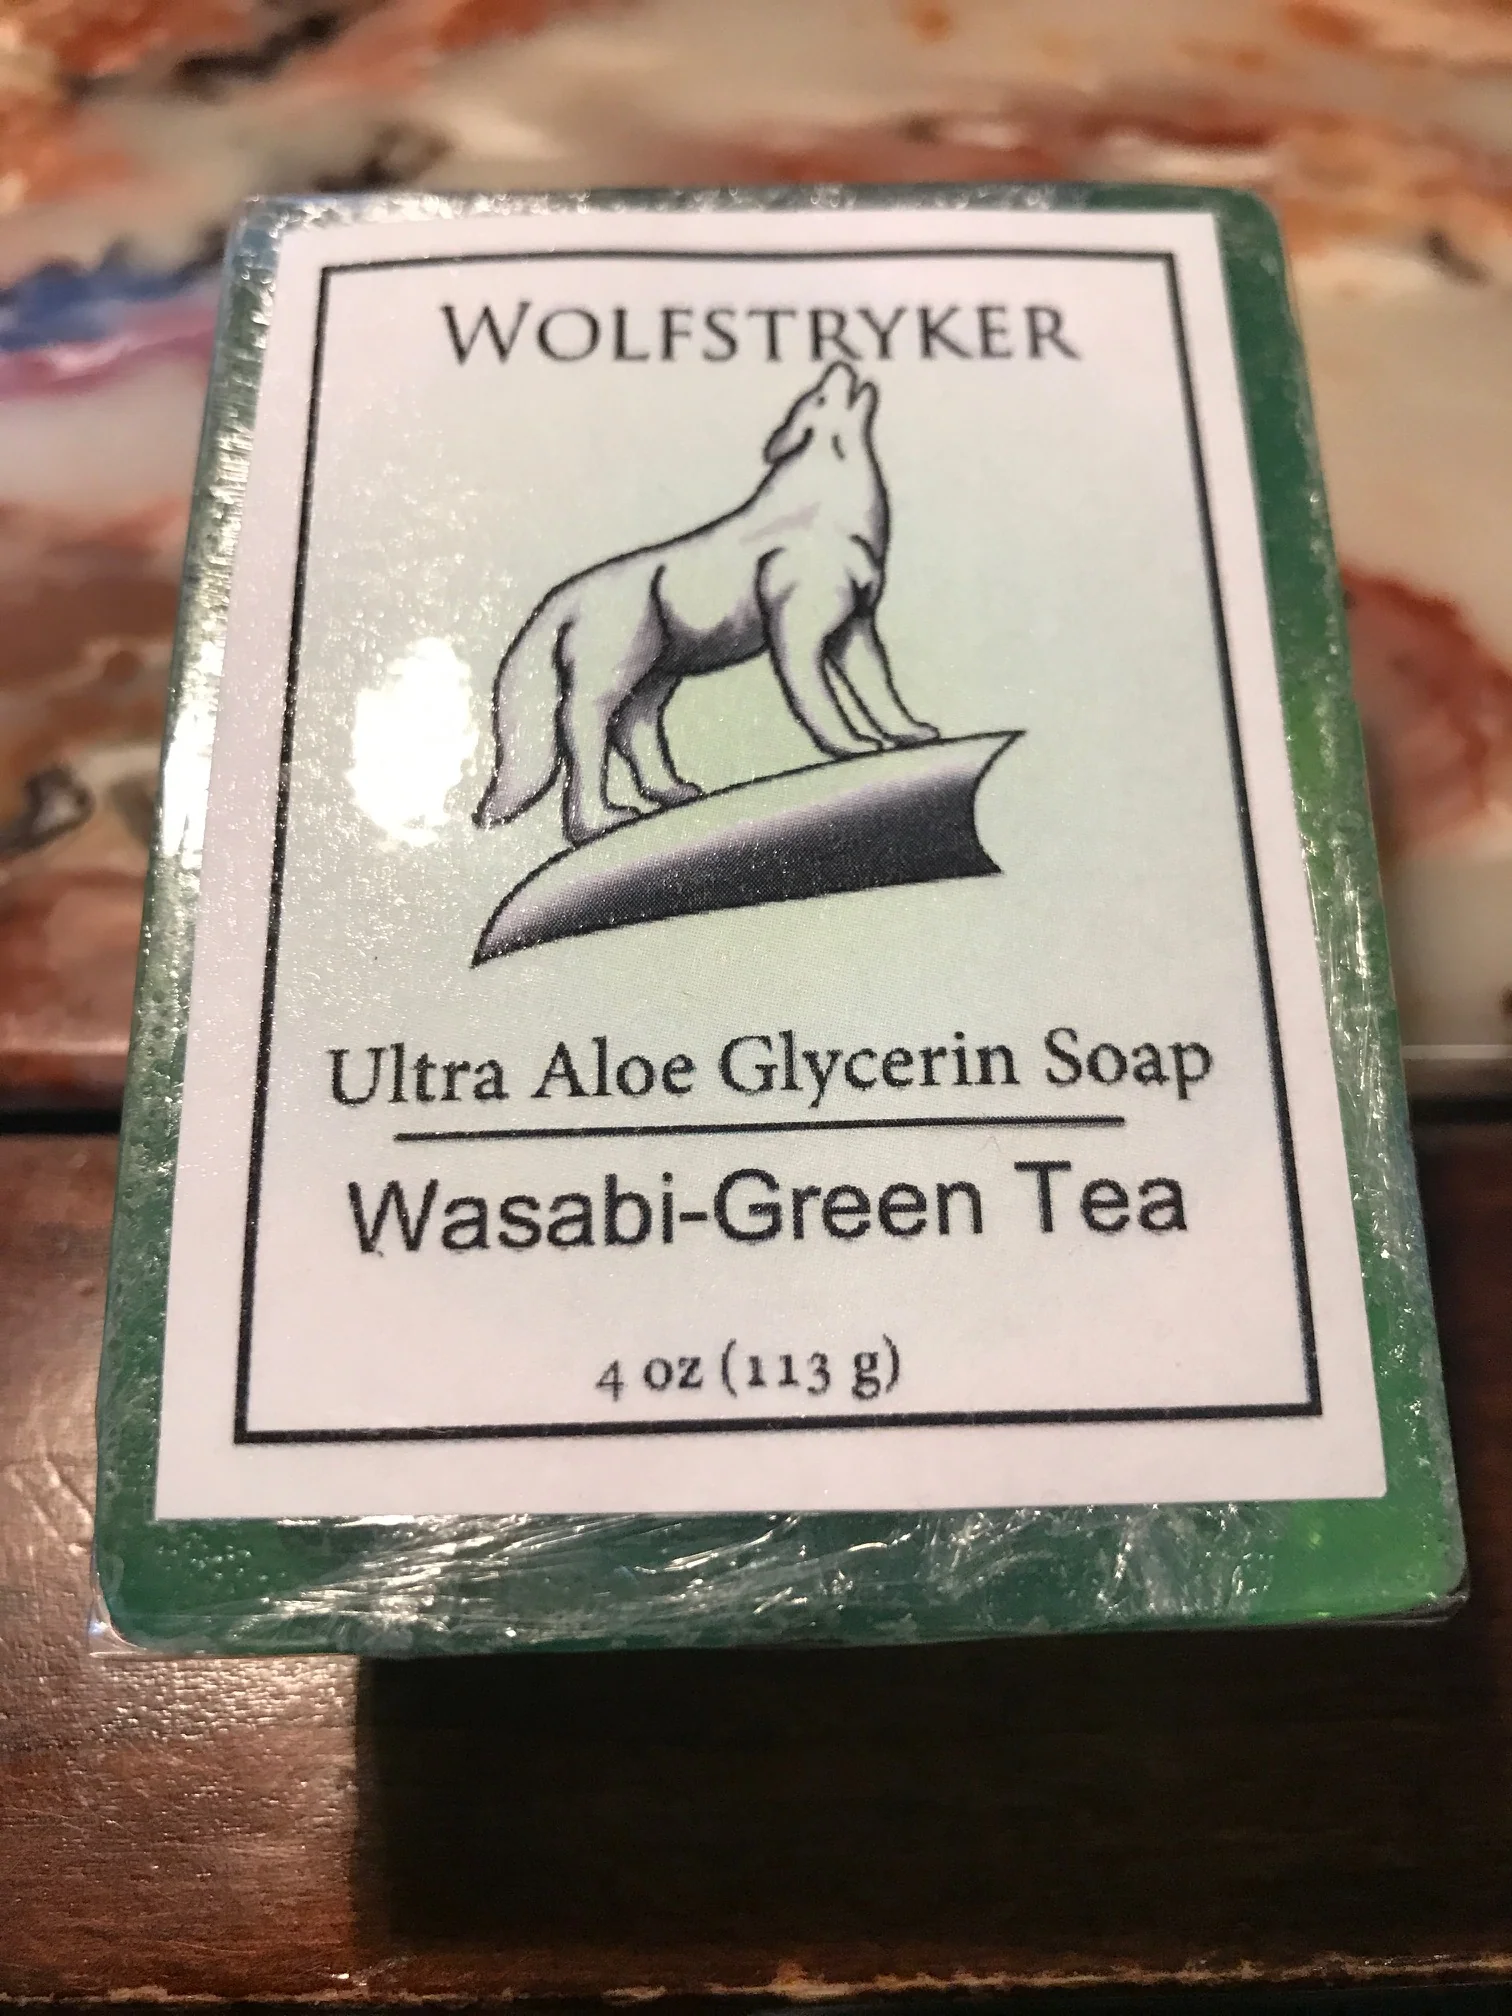 WOLFSTRYKER
Ultra Aloe Glycerin Soap
Wasabi-Green Tea
4 oz (113 g)